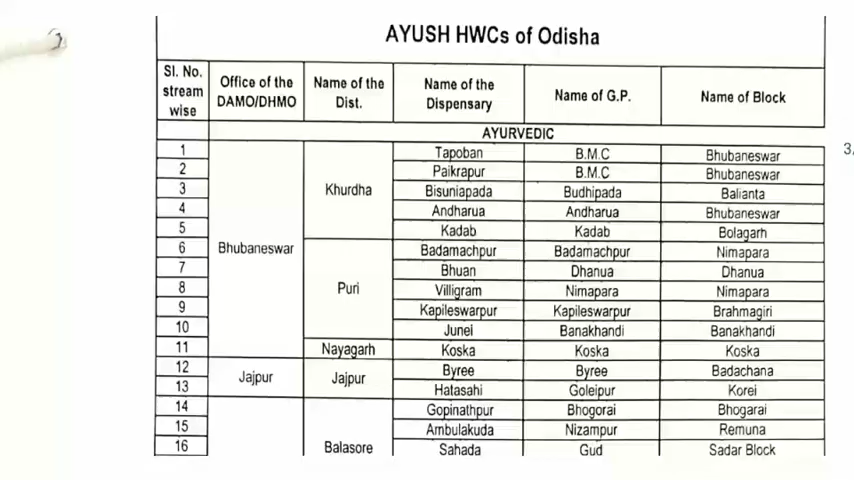 AYUSH HWCs of Odisha
Sl. No. stream wise Office of the DAMO/DHMO Name of the Dist. Name of the Dispensary Name of G.P. Name of Block
AYURVEDIC
1 Bhubaneswar Khurdha Tapoban B.M.C Bhubaneswar
2 Paikrapur B.M.C Bhubaneswar
3 Bisuniapada Budhipada Balianta
4 Andharua Andharua Bhubaneswar
5 Kadab Kadab Bolagarh
6 Puri Badamachpur Badamachpur Nimapara
7 Bhuan Dhanua Dhanua
8 Villigram Nimapara Nimapara
9 Kapileswarpur Kapileswarpur Brahmagiri
10 Junei Banakhandi Banakhandi
11 Nayagarh Koska Koska Koska
12 Jajpur Jajpur Byree Byree Badachana
13 Hatasahi Goleipur Korei
14 Balasore Gopinathpur Bhogorai Bhogarai
15 Ambulakuda Nizampur Remuna
16 Sahada Gud Sadar Block